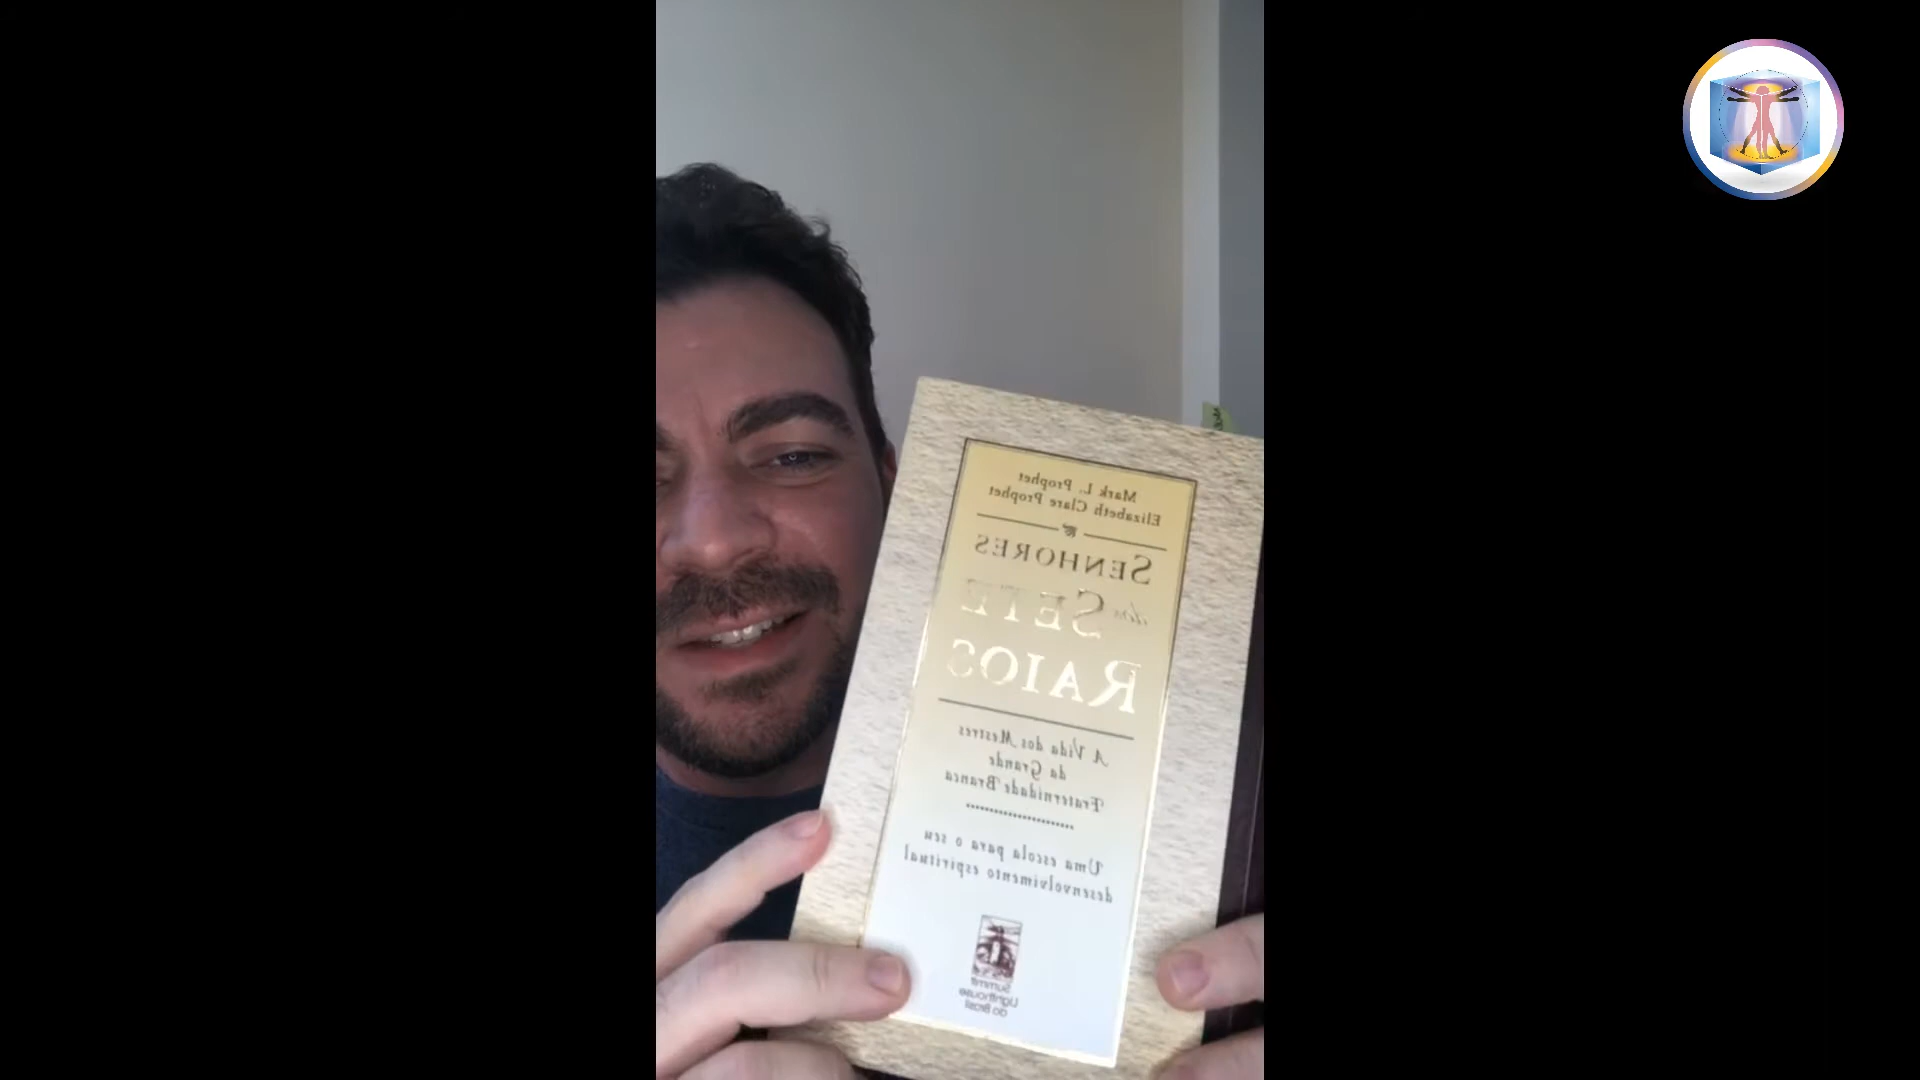 Mark L. Prophet
Elizabeth Clare Prophet
SENHORES
dos SETE
RAIOS
A Vida dos Mestres
da Grande
Fraternidade Branca
Uma escola para o seu
desenvolvimento espiritual
Summit
Lighthouse
do Brasil